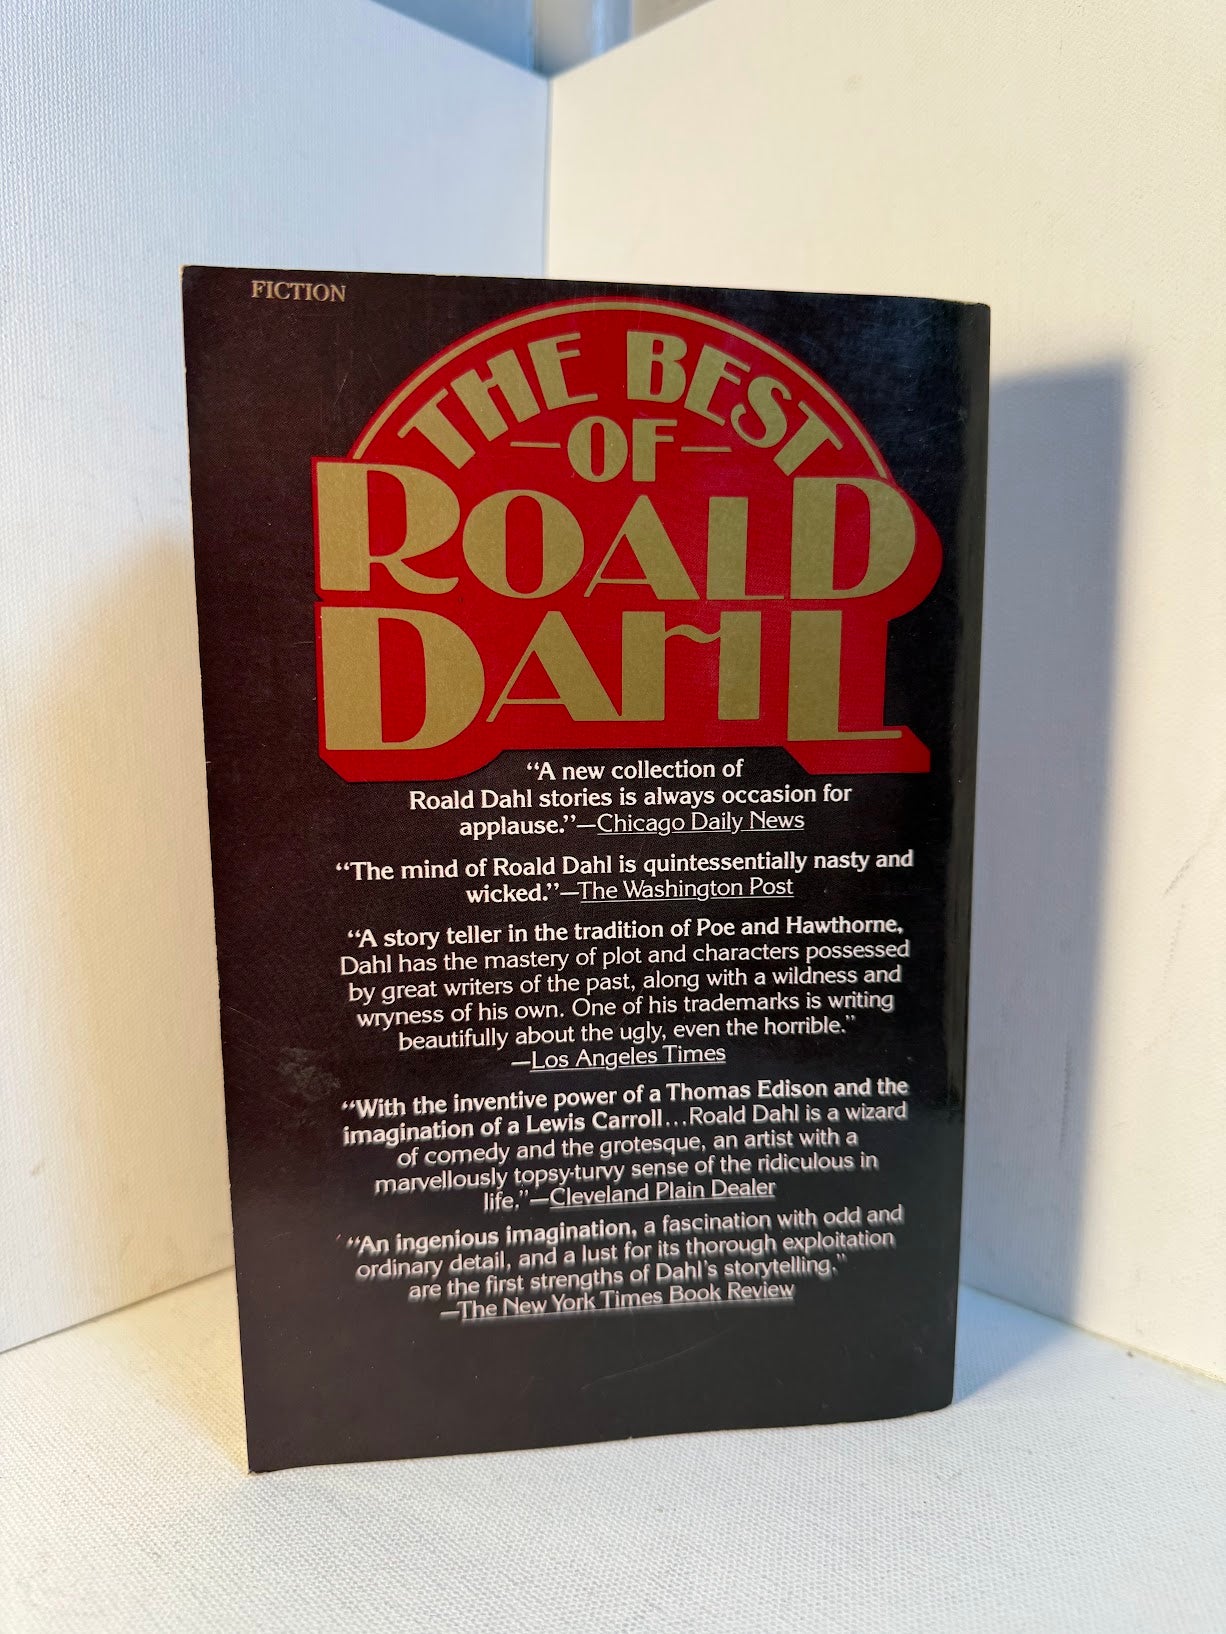 FICTION
THE BEST
—OF—
ROALD
DAHL
“A new collection of
Roald Dahl stories is always occasion for
applause.”—Chicago Daily News
“The mind of Roald Dahl is quintessentially nasty and
wicked.”—The Washington Post
“A story teller in the tradition of Poe and Hawthorne,
Dahl has the mastery of plot and characters possessed
by great writers of the past, along with a wildness and
wryness of his own. One of his trademarks is writing
beautifully about the ugly, even the horrible.”
—Los Angeles Times
“With the inventive power of a Thomas Edison and the
imagination of a Lewis Carroll...Roald Dahl is a wizard
of comedy and the grotesque, an artist with a
marvellously topsy-turvy sense of the ridiculous in
life.”—Cleveland Plain Dealer
“An ingenious imagination, a fascination with odd and
ordinary detail, and a lust for its thorough exploitation
are the first strengths of Dahl's storytelling.”
—The New York Times Book Review